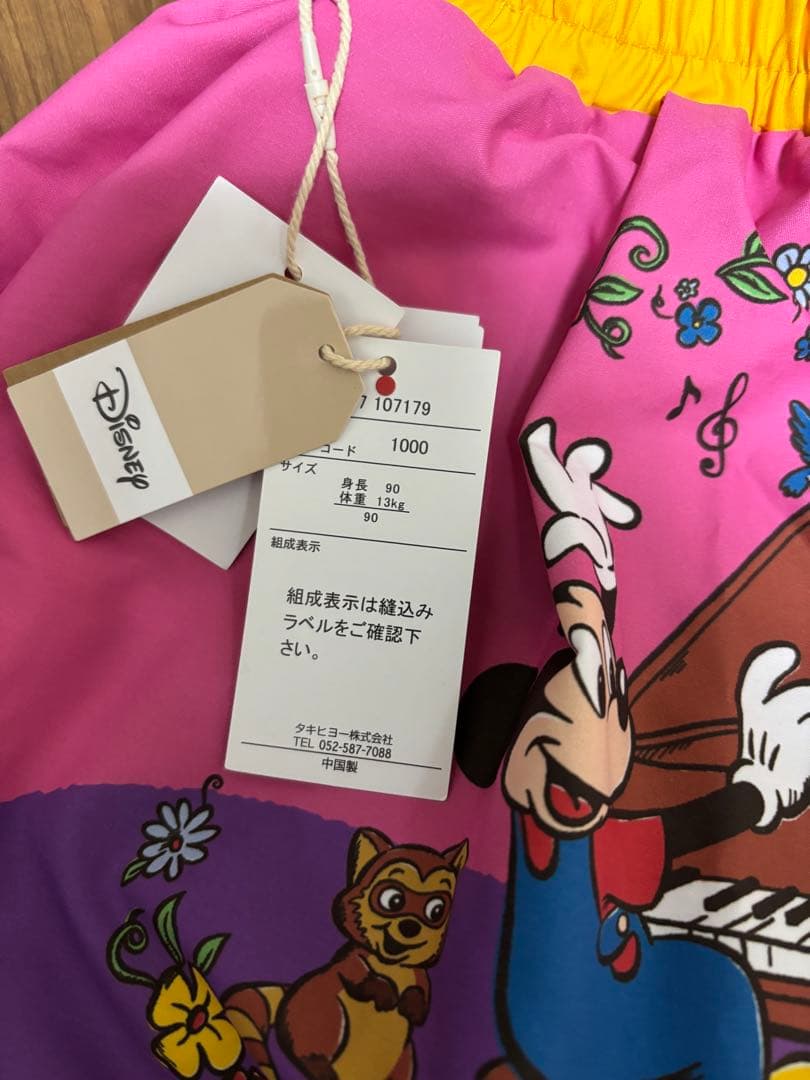 Disney
7 107179
コード 1000
サイズ
身長 90
体重 13kg
90
組成表示
組成表示は縫込み
ラベルをご確認下
さい。
タキヒヨー株式会社
TEL 052-587-7088
中国製